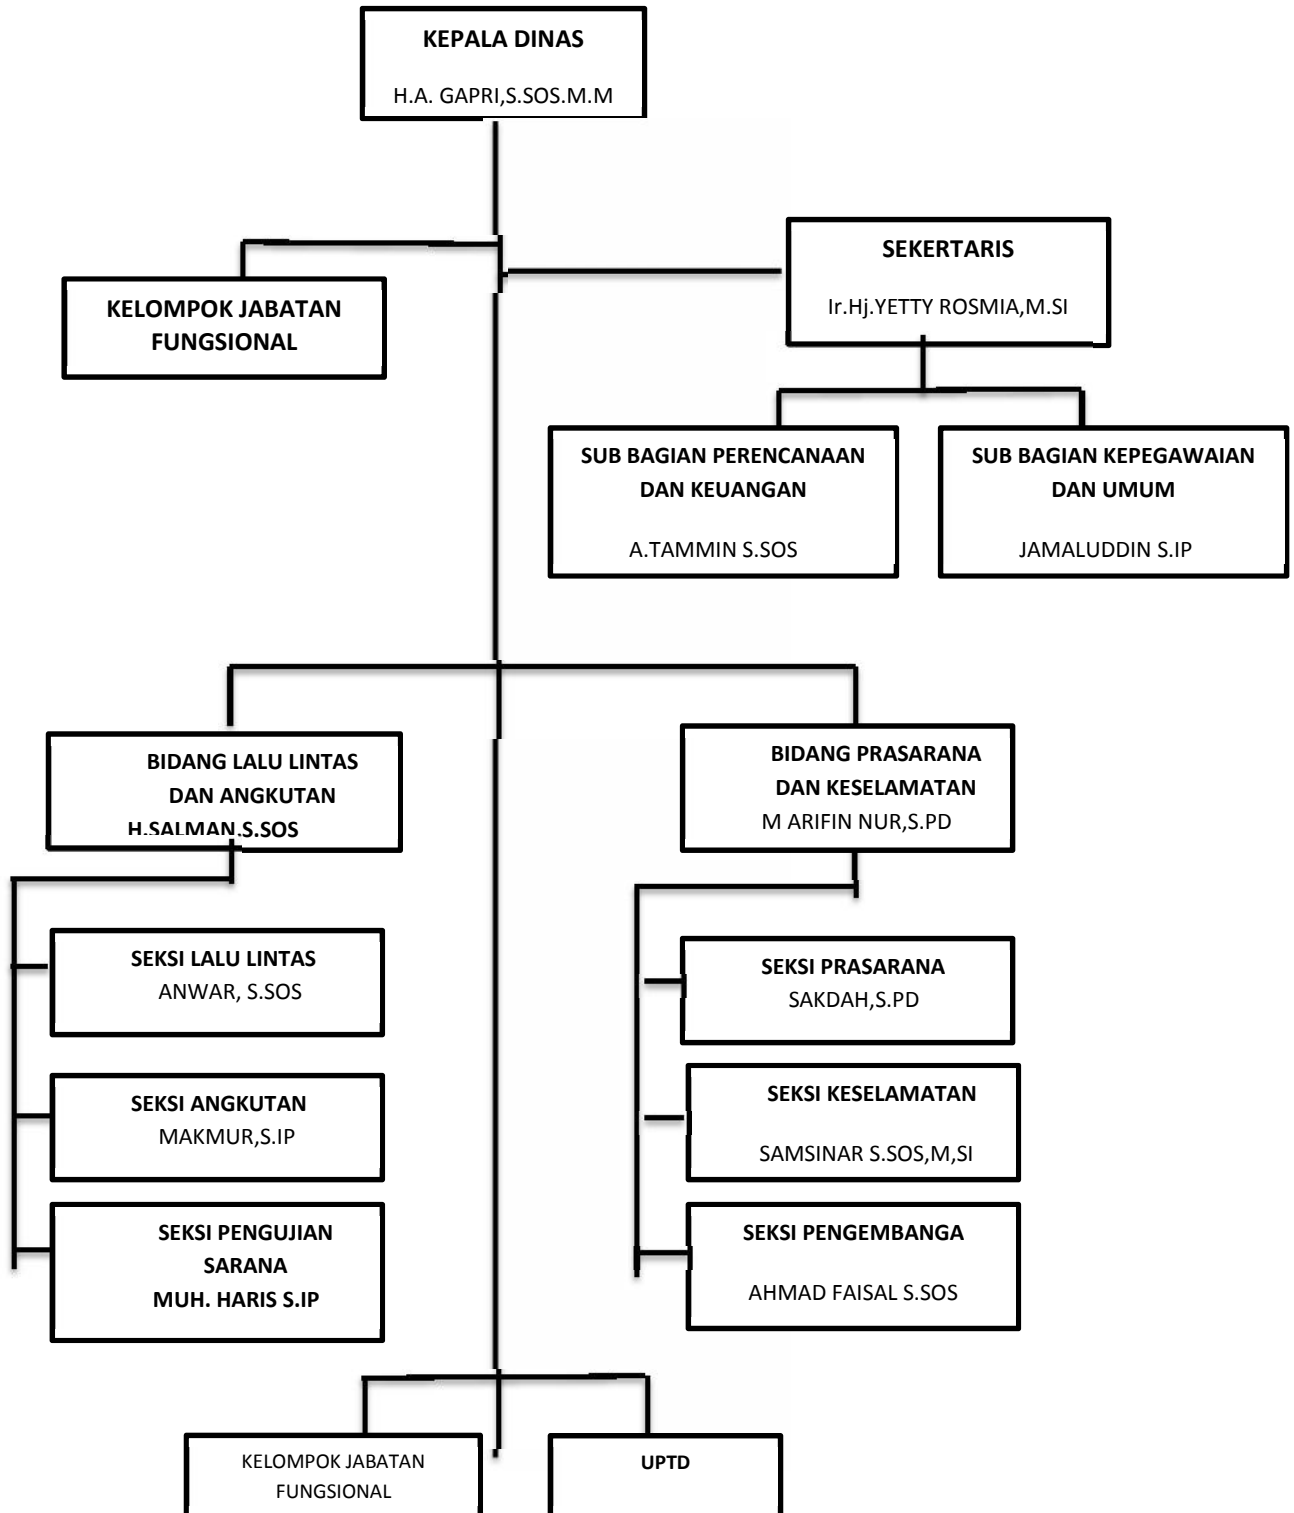 KEPALA DINAS
H.A. GAPRI,S.SOS.M.M
SEKERTARIS
Ir.Hj.YETTY ROSMIA,M.SI
KELOMPOK JABATAN
FUNGSIONAL
SUB BAGIAN PERENCANAAN
DAN KEUANGAN
A.TAMMIN S.SOS
SUB BAGIAN KEPEGAWAIAN
DAN UMUM
JAMALUDDIN S.IP
BIDANG LALU LINTAS
DAN ANGKUTAN
H.SALMAN.S.SOS
BIDANG PRASARANA
DAN KESELAMATAN
M ARIFIN NUR,S.PD
SEKSI LALU LINTAS
ANWAR, S.SOS
SEKSI PRASARANA
SAKDAH,S.PD
SEKSI ANGKUTAN
MAKMUR,S.IP
SEKSI KESELAMATAN
SAMSINAR S.SOS,M,SI
SEKSI PENGUJIAN
SARANA
MUH. HARIS S.IP
SEKSI PENGEMBANGA
AHMAD FAISAL S.SOS
KELOMPOK JABATAN
FUNGSIONAL
UPTD